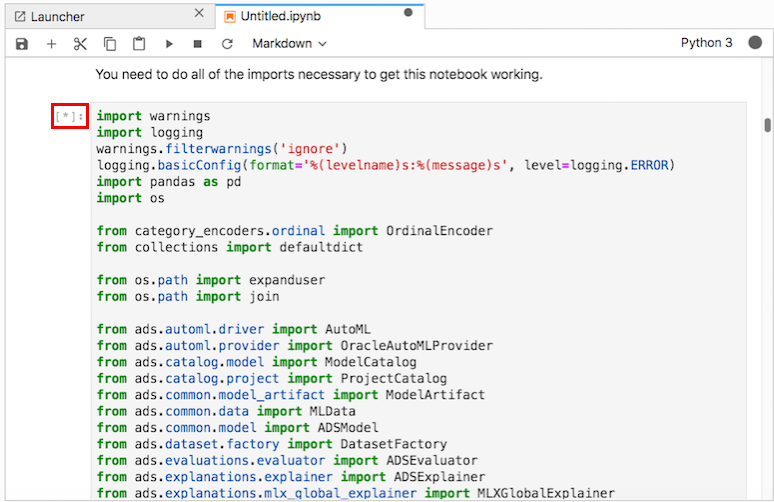 Launcher
Untitled.ipynb
Markdown
Python 3
You need to do all of the imports necessary to get this notebook working.
[*]:
import warnings
import logging
warnings.filterwarnings('ignore')
logging.basicConfig(format='%(levelname)s:%(message)s', level=logging.ERROR)
import pandas as pd
import os
from category_encoders.ordinal import OrdinalEncoder
from collections import defaultdict
from os.path import expanduser
from os.path import join
from ads.automl.driver import AutoML
from ads.automl.provider import OracleAutoMLProvider
from ads.catalog.model import ModelCatalog
from ads.catalog.project import ProjectCatalog
from ads.common.model_artifact import ModelArtifact
from ads.common.data import MLData
from ads.common.model import ADSModel
from ads.dataset.factory import DatasetFactory
from ads.evaluations.evaluator import ADSEvaluator
from ads.explanations.explainer import ADSExplainer
from ads.explanations.mlx_global_explainer import MLXGlobalExplainer